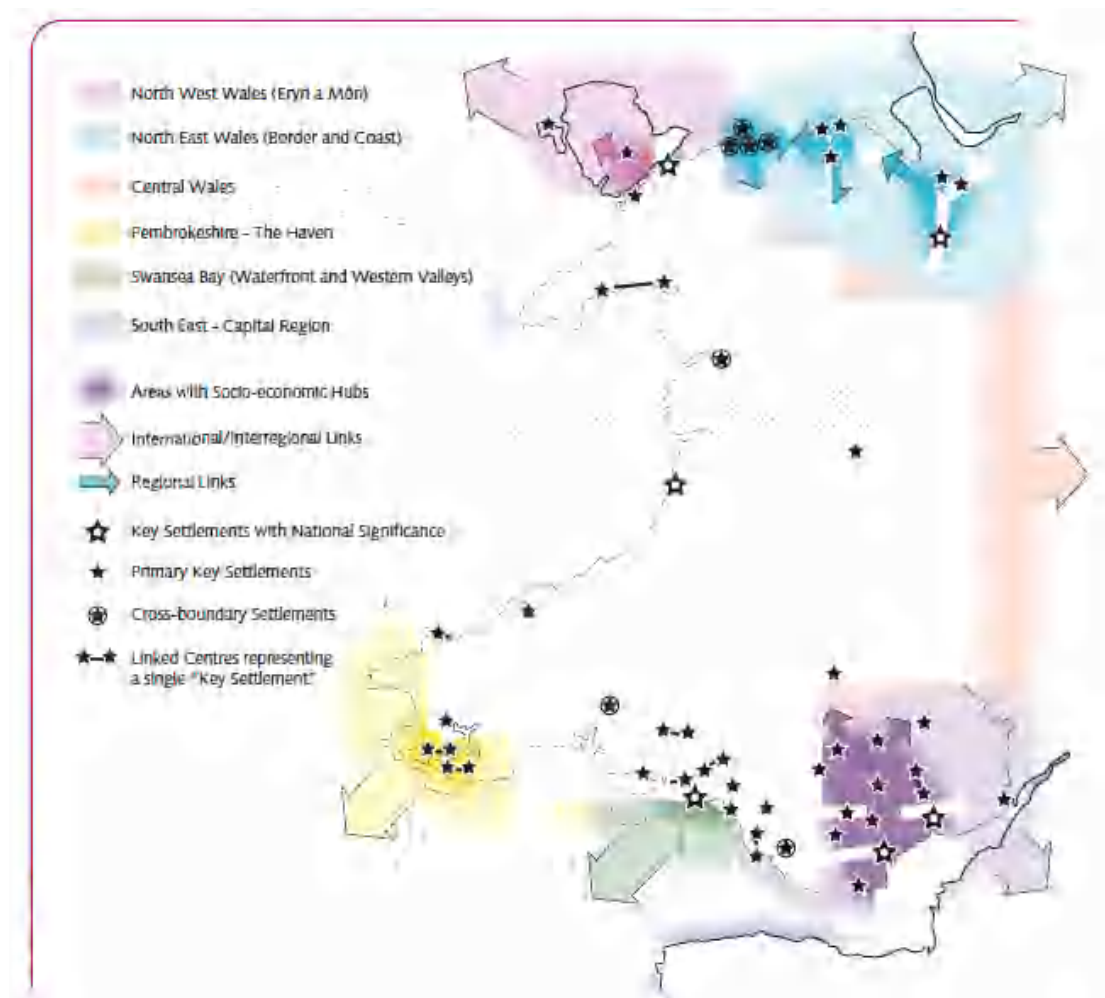 North West Wales (Eryri a Môn)
North East Wales (Border and Coast)
Central Wales
Pembrokeshire - The Haven
Swansea Bay (Waterfront and Western Valleys)
South East - Capital Region
Areas with Socio-economic Hubs
International/Interregional Links
Regional Links
Key Settlements with National Significance
Primary Key Settlements
Cross-boundary Settlements
Linked Centres representing
a single "Key Settlement"